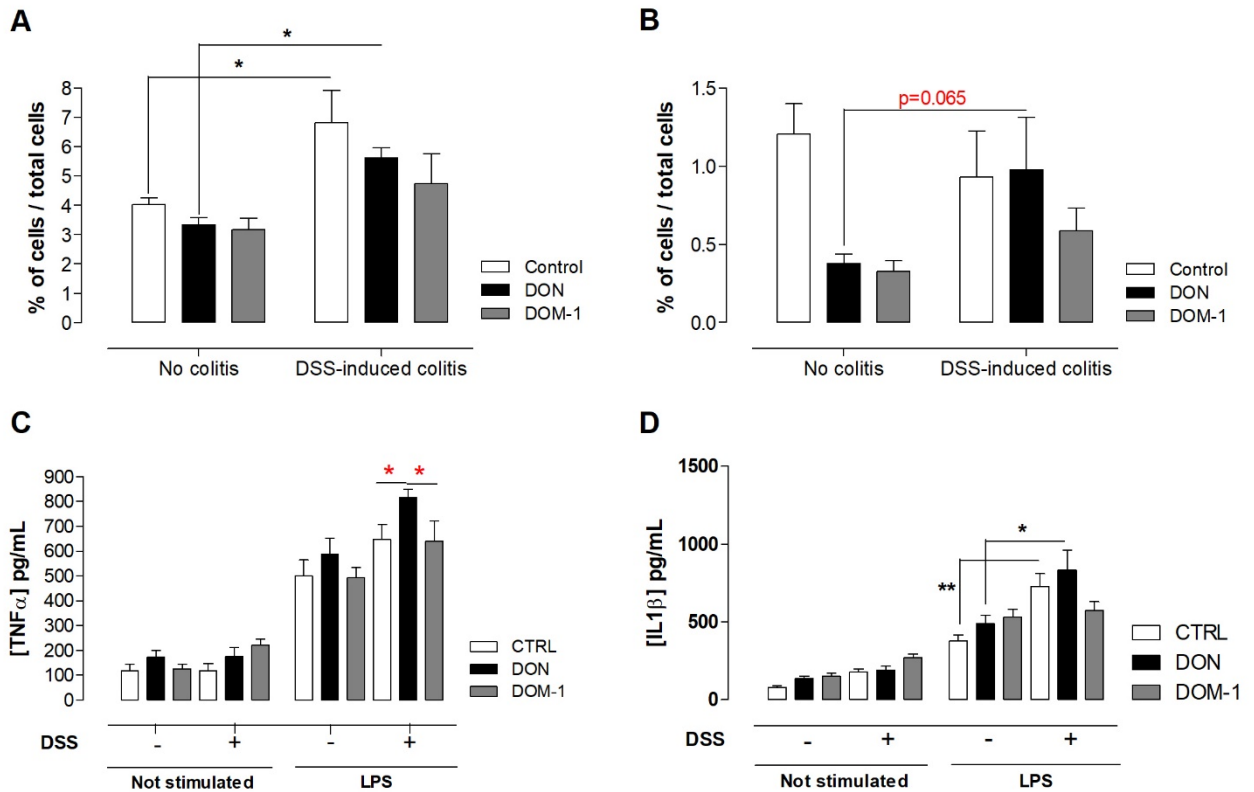 A
*
*
% of cells / total cells
8
7
6
5
4
3
2
1
0
Control
DON
DOM-1
No colitis DSS-induced colitis
B
p=0.065
% of cells / total cells
1.5
1.0
0.5
0.0
Control
DON
DOM-1
No colitis DSS-induced colitis
C
* *
[TNFα] pg/mL
900
800
700
600
500
400
300
200
100
0
CTRL
DON
DOM-1
DSS - + - +
Not stimulated LPS
D
*
**
[IL1β] pg/mL
1500
1000
500
0
CTRL
DON
DOM-1
DSS - + - +
Not stimulated LPS